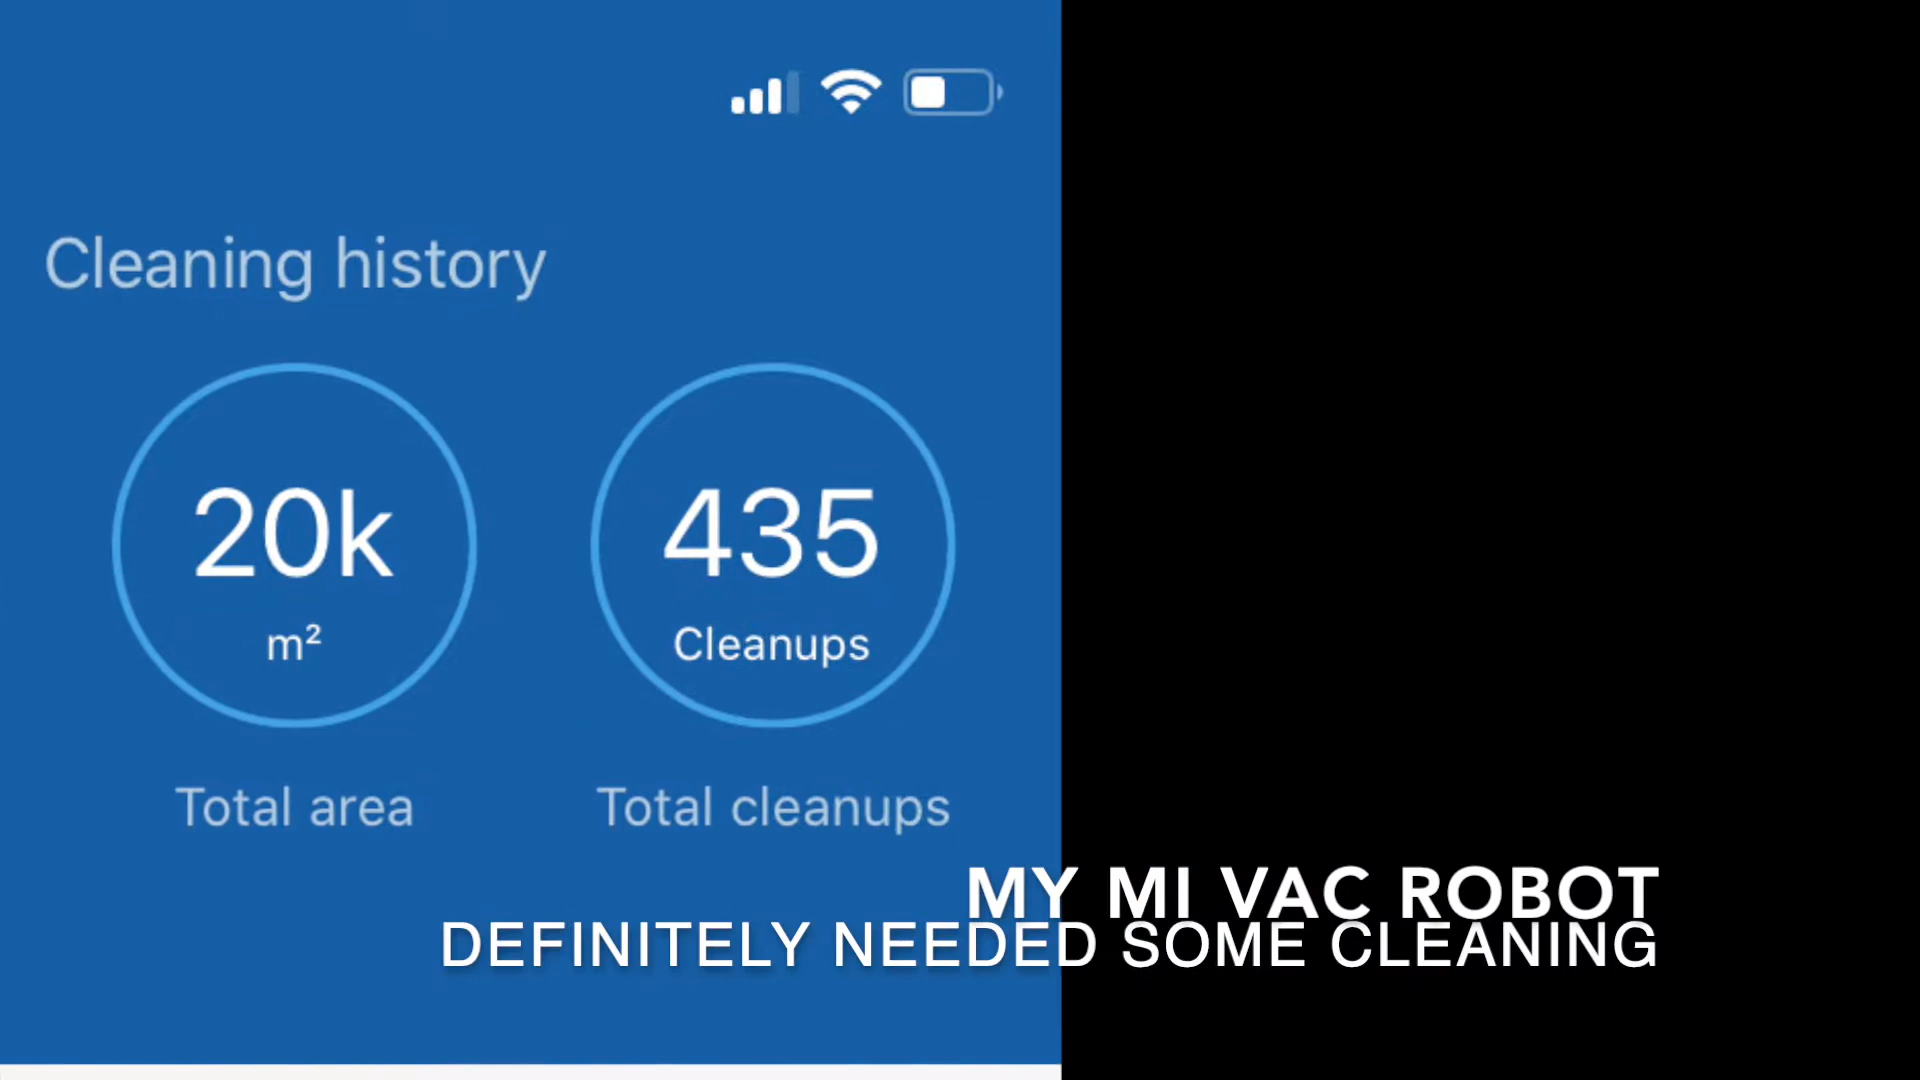 Cleaning history
20k
m²
Total area
435
Cleanups
Total cleanups
MY MI VAC ROBOT
DEFINITELY NEEDED SOME CLEANING